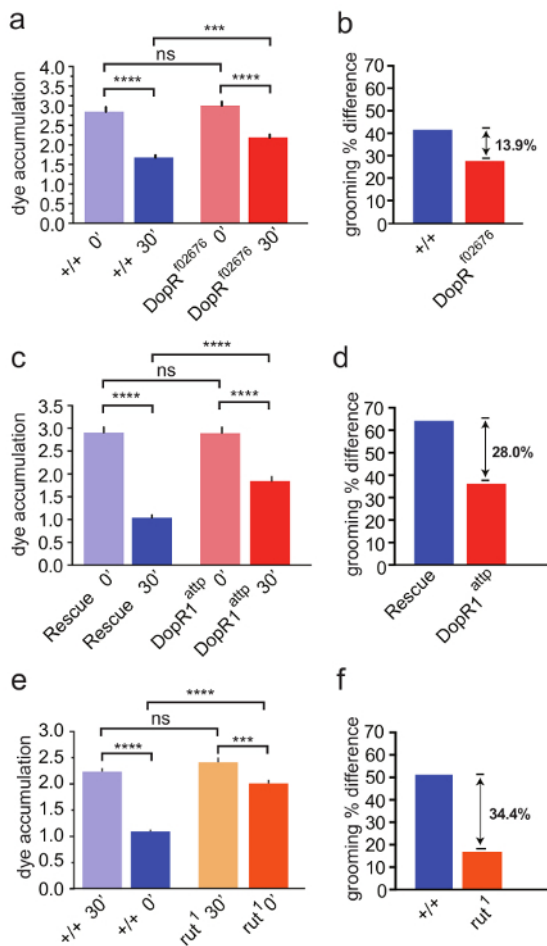 a
***
ns
****
****
dye accumulation
4.0
3.5
3.0
2.5
2.0
1.5
1.0
0.5
0.0
+/+ 0'
+/+ 30'
DopR f02676 0'
DopR f02676 30'
b
grooming % difference
60
50
40
30
20
10
0
13.9%
+/+
DopR f02676
c
****
ns
****
****
dye accumulation
3.5
3.0
2.5
2.0
1.5
1.0
0.5
0.0
Rescue 0'
Rescue 30'
DopR1 attp 0'
DopR1 attp 30'
d
grooming % difference
70
60
50
40
30
20
10
0
28.0%
Rescue
DopR1 attp
e
****
ns
****
***
dye accumulation
3.0
2.5
2.0
1.5
1.0
0.5
0.0
+/+ 30'
+/+ 0'
rut 1 30'
rut 1 0'
f
grooming % difference
70
60
50
40
30
20
10
0
34.4%
+/+
rut 1